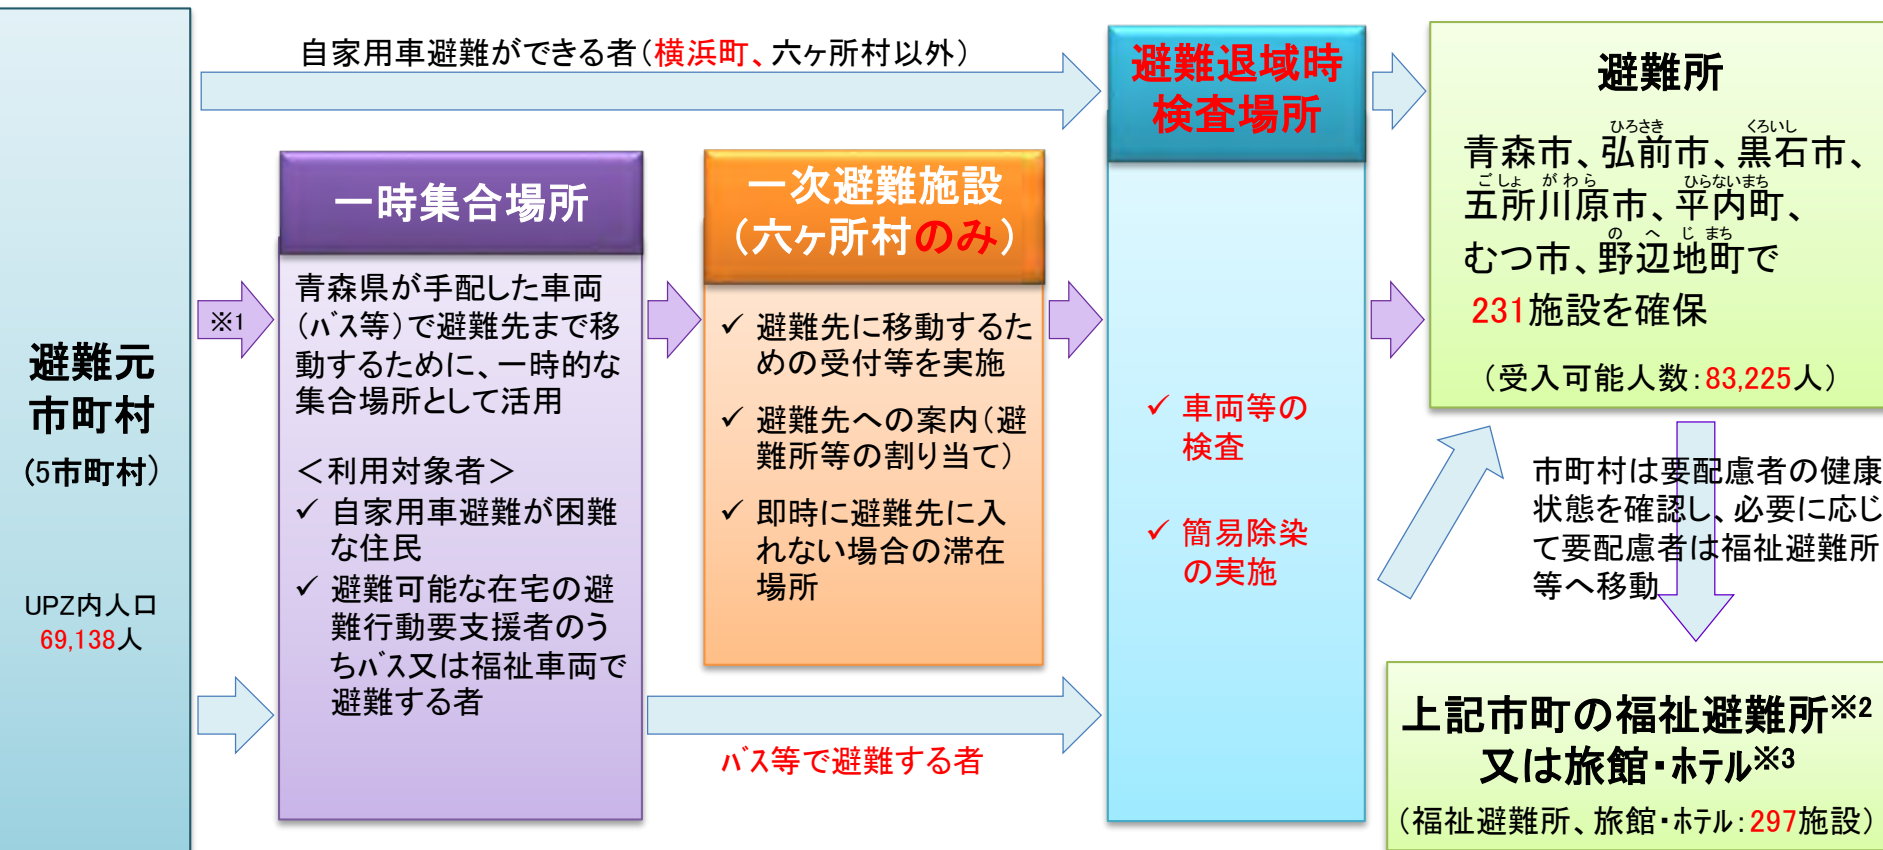 自家用車避難ができる者（横浜町、六ヶ所村以外）
避難元
市町村
(5市町村）
UPZ内人口
69,138人
※1
一時集合場所
青森県が手配した車両
（バス等）で避難先まで移
動するために、一時的な
集合場所として活用
＜利用対象者＞
✓ 自家用車避難が困難
な住民
✓ 避難可能な在宅の避
難行動要支援者のう
ちバス又は福祉車両で
避難する者
一次避難施設
（六ヶ所村のみ）
✓ 避難先に移動するた
めの受付等を実施
✓ 避難先への案内（避
難所等の割り当て）
✓ 即時に避難先に入
れない場合の滞在
場所
バス等で避難する者
避難退域時
検査場所
✓ 車両等の
検査
✓ 簡易除染
の実施
避難所
ひろさき くろいし
青森市、弘前市、黒石市、
ごしょ がわら ひらないまち
五所川原市、平内町、
の へ じ まち
むつ市、野辺地町で
231施設を確保
（受入可能人数：83,225人）
市町村は要配慮者の健康
状態を確認し、必要に応じ
て要配慮者は福祉避難所
等へ移動
上記市町の福祉避難所※2
又は旅館・ホテル※3
（福祉避難所、旅館・ホテル：297施設）